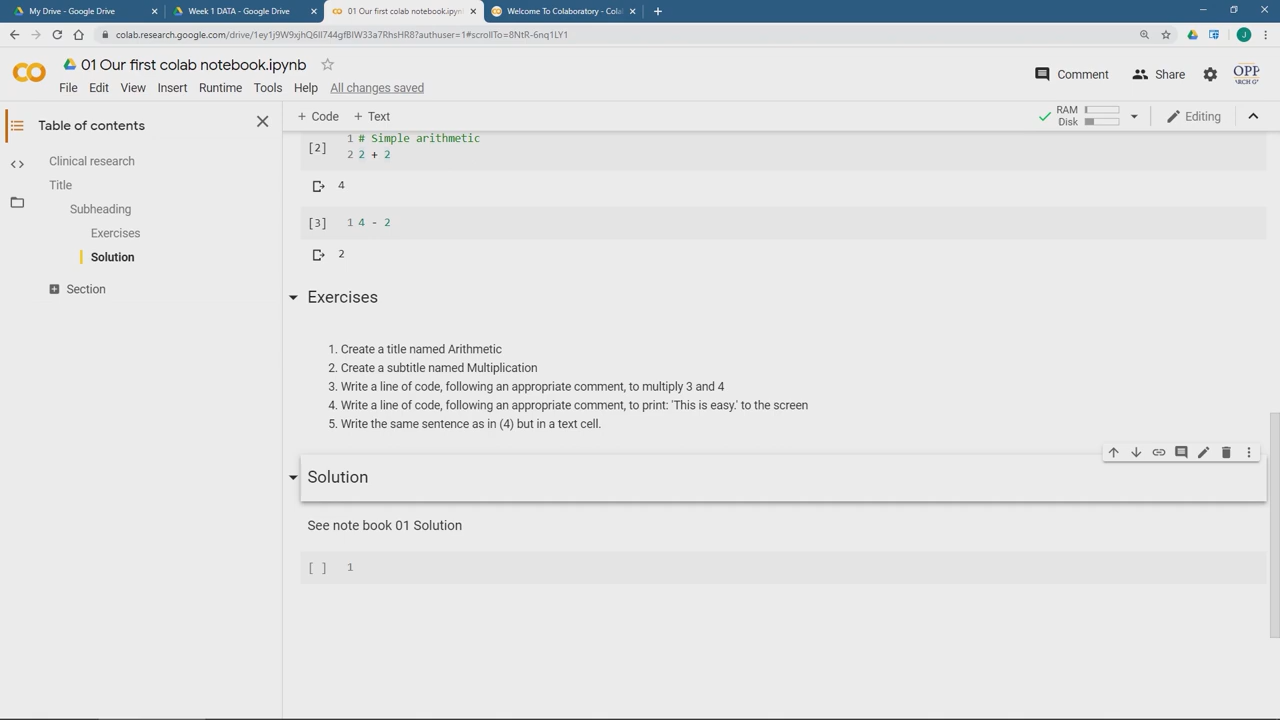 My Drive - Google Drive
Week 1 DATA - Google Drive
01 Our first colab notebook.ipynb
Welcome To Colaboratory - Colab
colab.research.google.com/drive/1ey1j9W9xjhQ6Il744gfBlW33a7RhsHR8?authuser=1#scrollTo=8NtR-6nq1LY1
J
01 Our first colab notebook.ipynb
File Edit View Insert Runtime Tools Help All changes saved
Comment
Share
OPP
Table of contents
+ Code + Text
RAM
Disk
Editing
Clinical research
Title
Subheading
Exercises
Solution
Section
[2]
1 # Simple arithmetic
2 2 + 2
4
[3] 1 4 - 2
2
Exercises
1. Create a title named Arithmetic
2. Create a subtitle named Multiplication
3. Write a line of code, following an appropriate comment, to multiply 3 and 4
4. Write a line of code, following an appropriate comment, to print: 'This is easy.' to the screen
5. Write the same sentence as in (4) but in a text cell.
Solution
See note book 01 Solution
[ ] 1